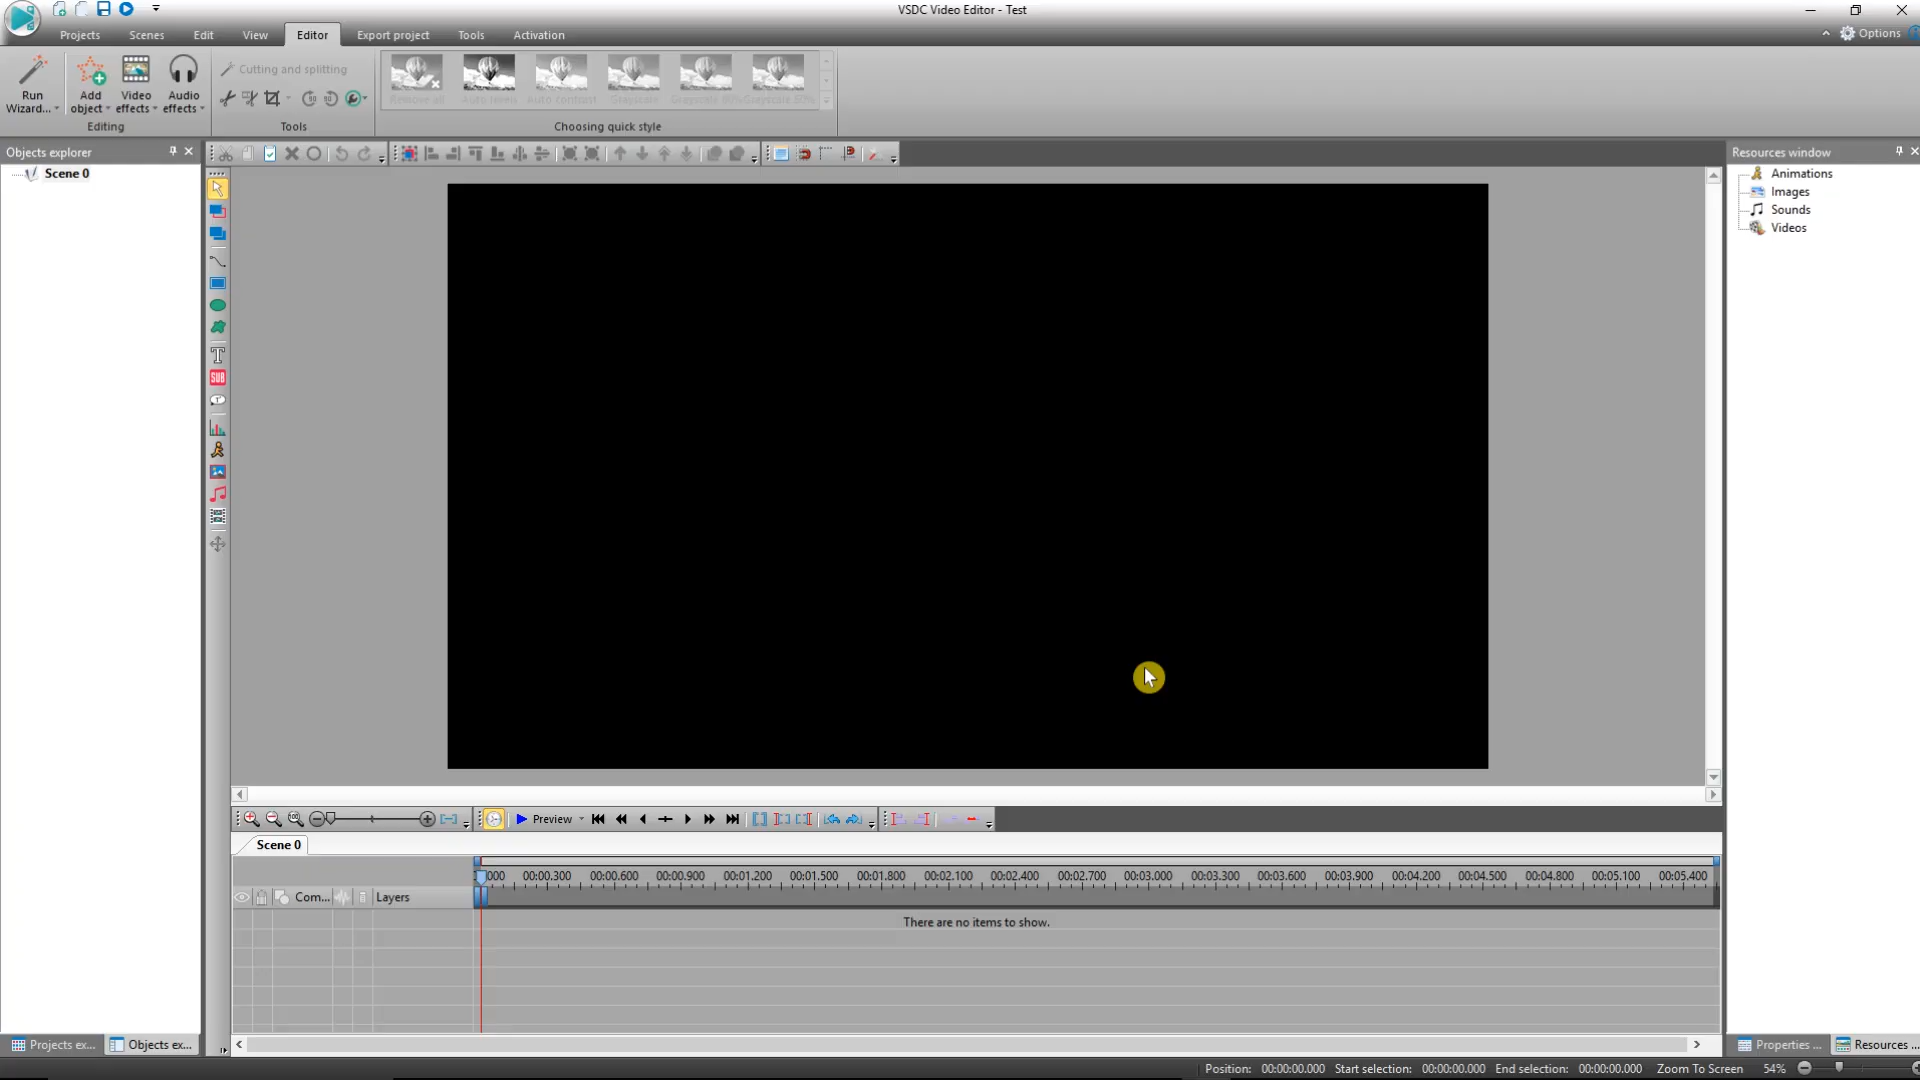 VSDC Video Editor - Test
Projects
Scenes
Edit
View
Editor
Export project
Tools
Activation
Options
Run
Wizard...
Add
object
Video
effects
Audio
effects
Editing
Cutting and splitting
Tools
Remove all
Auto levels
Auto contrast
Grayscale
Choosing quick style
Objects explorer
Scene 0
SUB
Resources window
Animations
Images
Sounds
Videos
Preview
Scene 0
000 00:00.300 00:00.600 00:00.900 00:01.200 00:01.500 00:01.800 00:02.100 00:02.400 00:02.700 00:03.000 00:03.300 00:03.600 00:03.900 00:04.200 00:04.500 00:04.800 00:05.100 00:05.400
Com...
Layers
There are no items to show.
Projects ex...
Objects ex...
Properties ...
Resources ...
Position: 00:00:00.000 Start selection: 00:00:00.000 End selection: 00:00:00.000 Zoom To Screen 54%